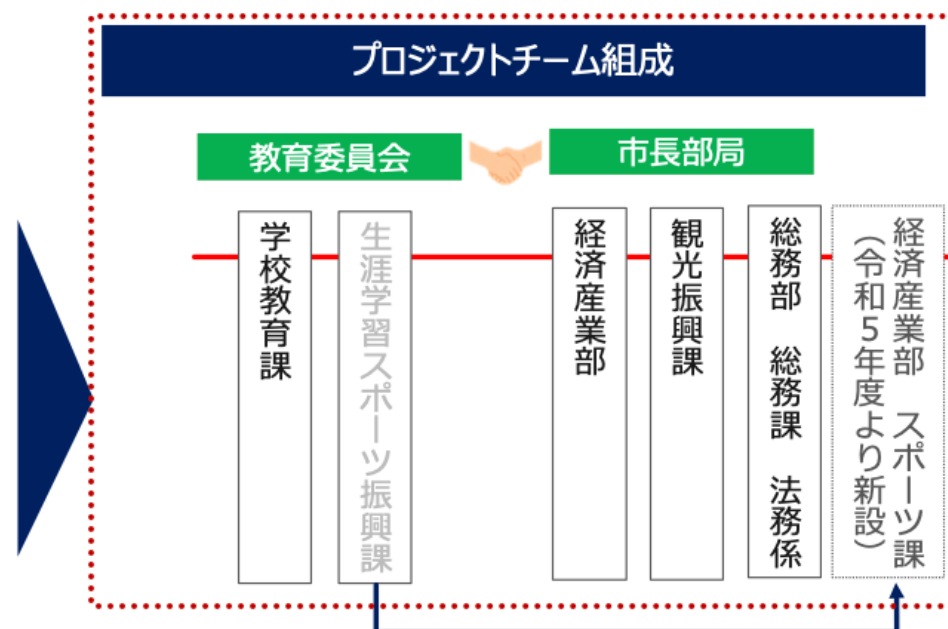 プロジェクトチーム組成
教育委員会
市長部局
学校教育課
生涯学習スポーツ振興課
経済産業部
観光振興課
総務部 総務課 法務係
経済産業部 スポーツ課
(令和5年度より新設)